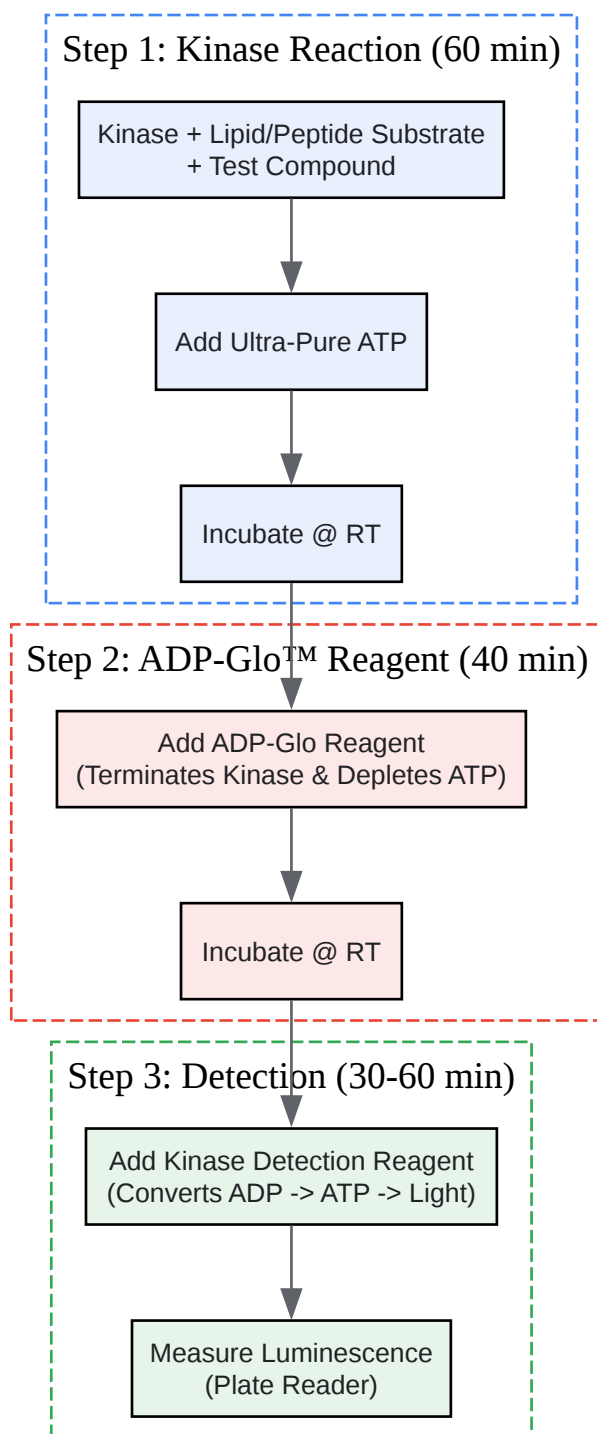 Step 1: Kinase Reaction (60 min)
Kinase + Lipid/Peptide Substrate
+ Test Compound
Add Ultra-Pure ATP
Incubate @ RT
Step 2: ADP-Glo™ Reagent (40 min)
Add ADP-Glo Reagent
(Terminates Kinase & Depletes ATP)
Incubate @ RT
Step 3: Detection (30-60 min)
Add Kinase Detection Reagent
(Converts ADP -> ATP -> Light)
Measure Luminescence
(Plate Reader)